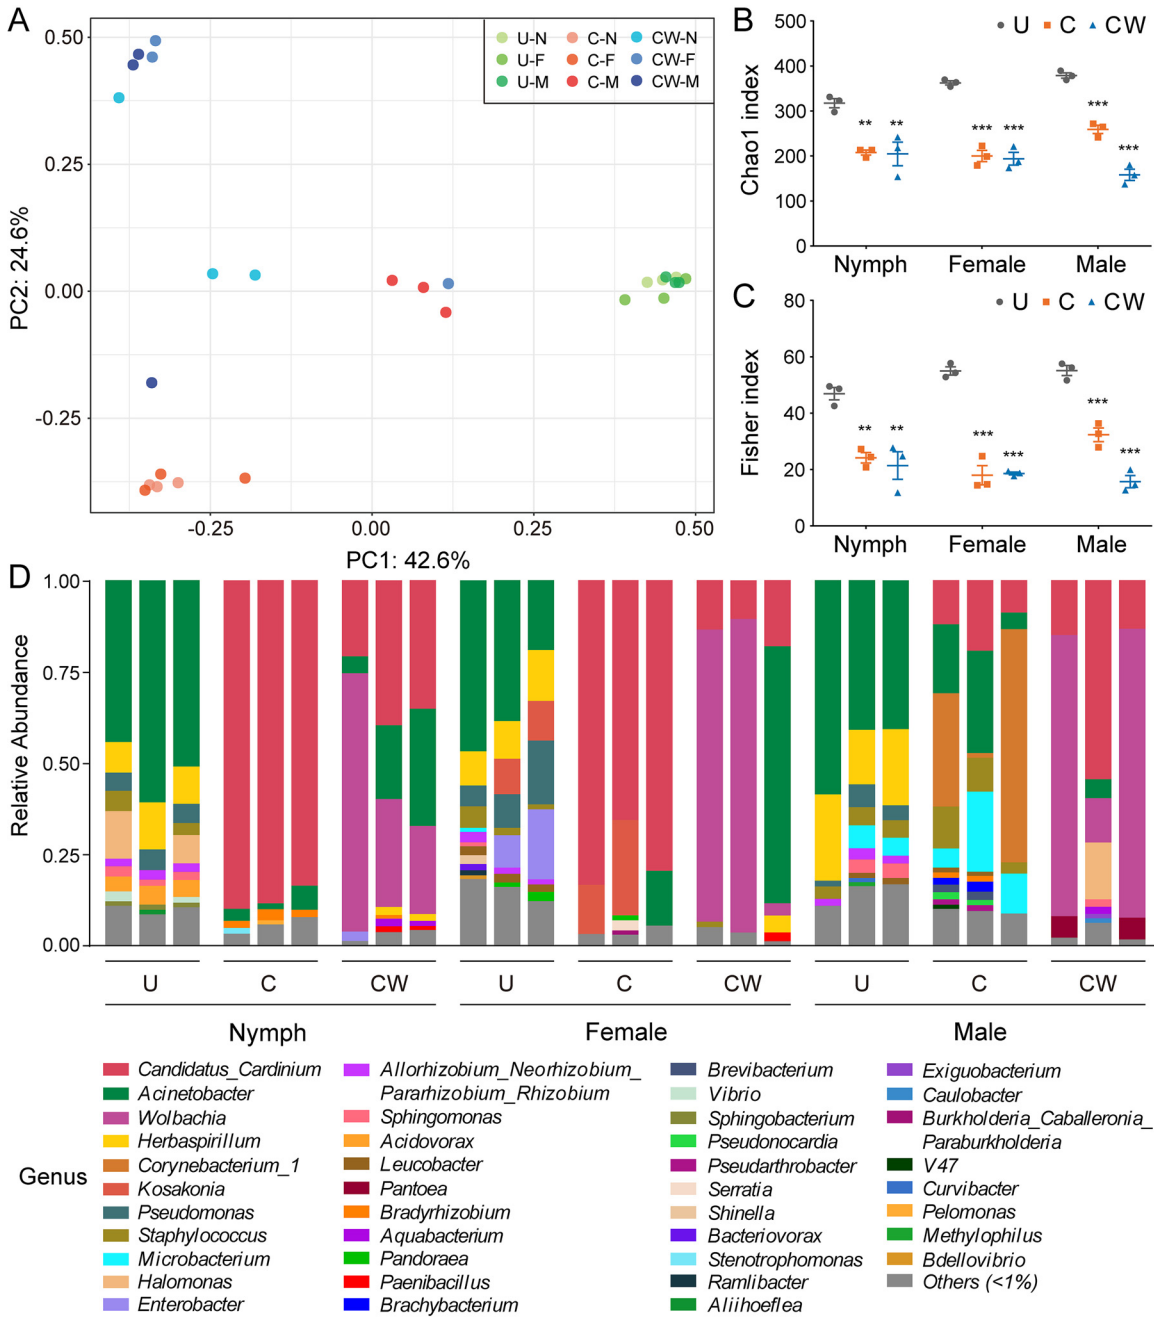 A
0.50
0.25
0.00
-0.25
PC2: 24.6%
-0.25
0.00
0.25
0.50
PC1: 42.6%
U-N C-N CW-N
U-F C-F CW-F
U-M C-M CW-M
B
U C CW
500
400
300
200
100
0
Chao1 index
** **
*** ***
*** ***
Nymph Female Male
C
U C CW
80
60
40
20
0
Fisher index
** **
*** ***
*** ***
Nymph Female Male
D
1.00
0.75
0.50
0.25
0.00
Relative Abundance
U C CW U C CW U C CW
Nymph Female Male
Genus
Candidatus_Cardinium
Acinetobacter
Wolbachia
Herbaspirillum
Corynebacterium_1
Kosakonia
Pseudomonas
Staphylococcus
Microbacterium
Halomonas
Enterobacter
Allorhizobium_Neorhizobium_
Pararhizobium_Rhizobium
Sphingomonas
Acidovorax
Leucobacter
Pantoea
Bradyrhizobium
Aquabacterium
Pandoraea
Paenibacillus
Brachybacterium
Brevibacterium
Vibrio
Sphingobacterium
Pseudonocardia
Pseudarthrobacter
Serratia
Shinella
Bacteriovorax
Stenotrophomonas
Ramlibacter
Aliihoeflea
Exiguobacterium
Caulobacter
Burkholderia_Caballeronia_
Paraburkholderia
V47
Curvibacter
Pelomonas
Methylophilus
Bdellovibrio
Others (<1%)